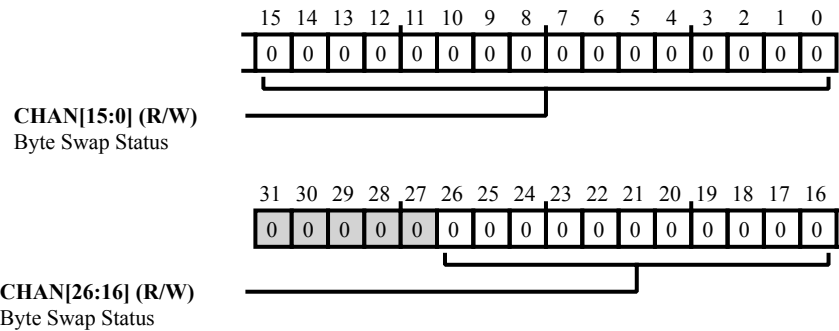 15 14 13 12 11 10 9 8 7 6 5 4 3 2 1 0
0 0 0 0 0 0 0 0 0 0 0 0 0 0 0 0
CHAN[15:0] (R/W)
Byte Swap Status
31 30 29 28 27 26 25 24 23 22 21 20 19 18 17 16
0 0 0 0 0 0 0 0 0 0 0 0 0 0 0 0
CHAN[26:16] (R/W)
Byte Swap Status